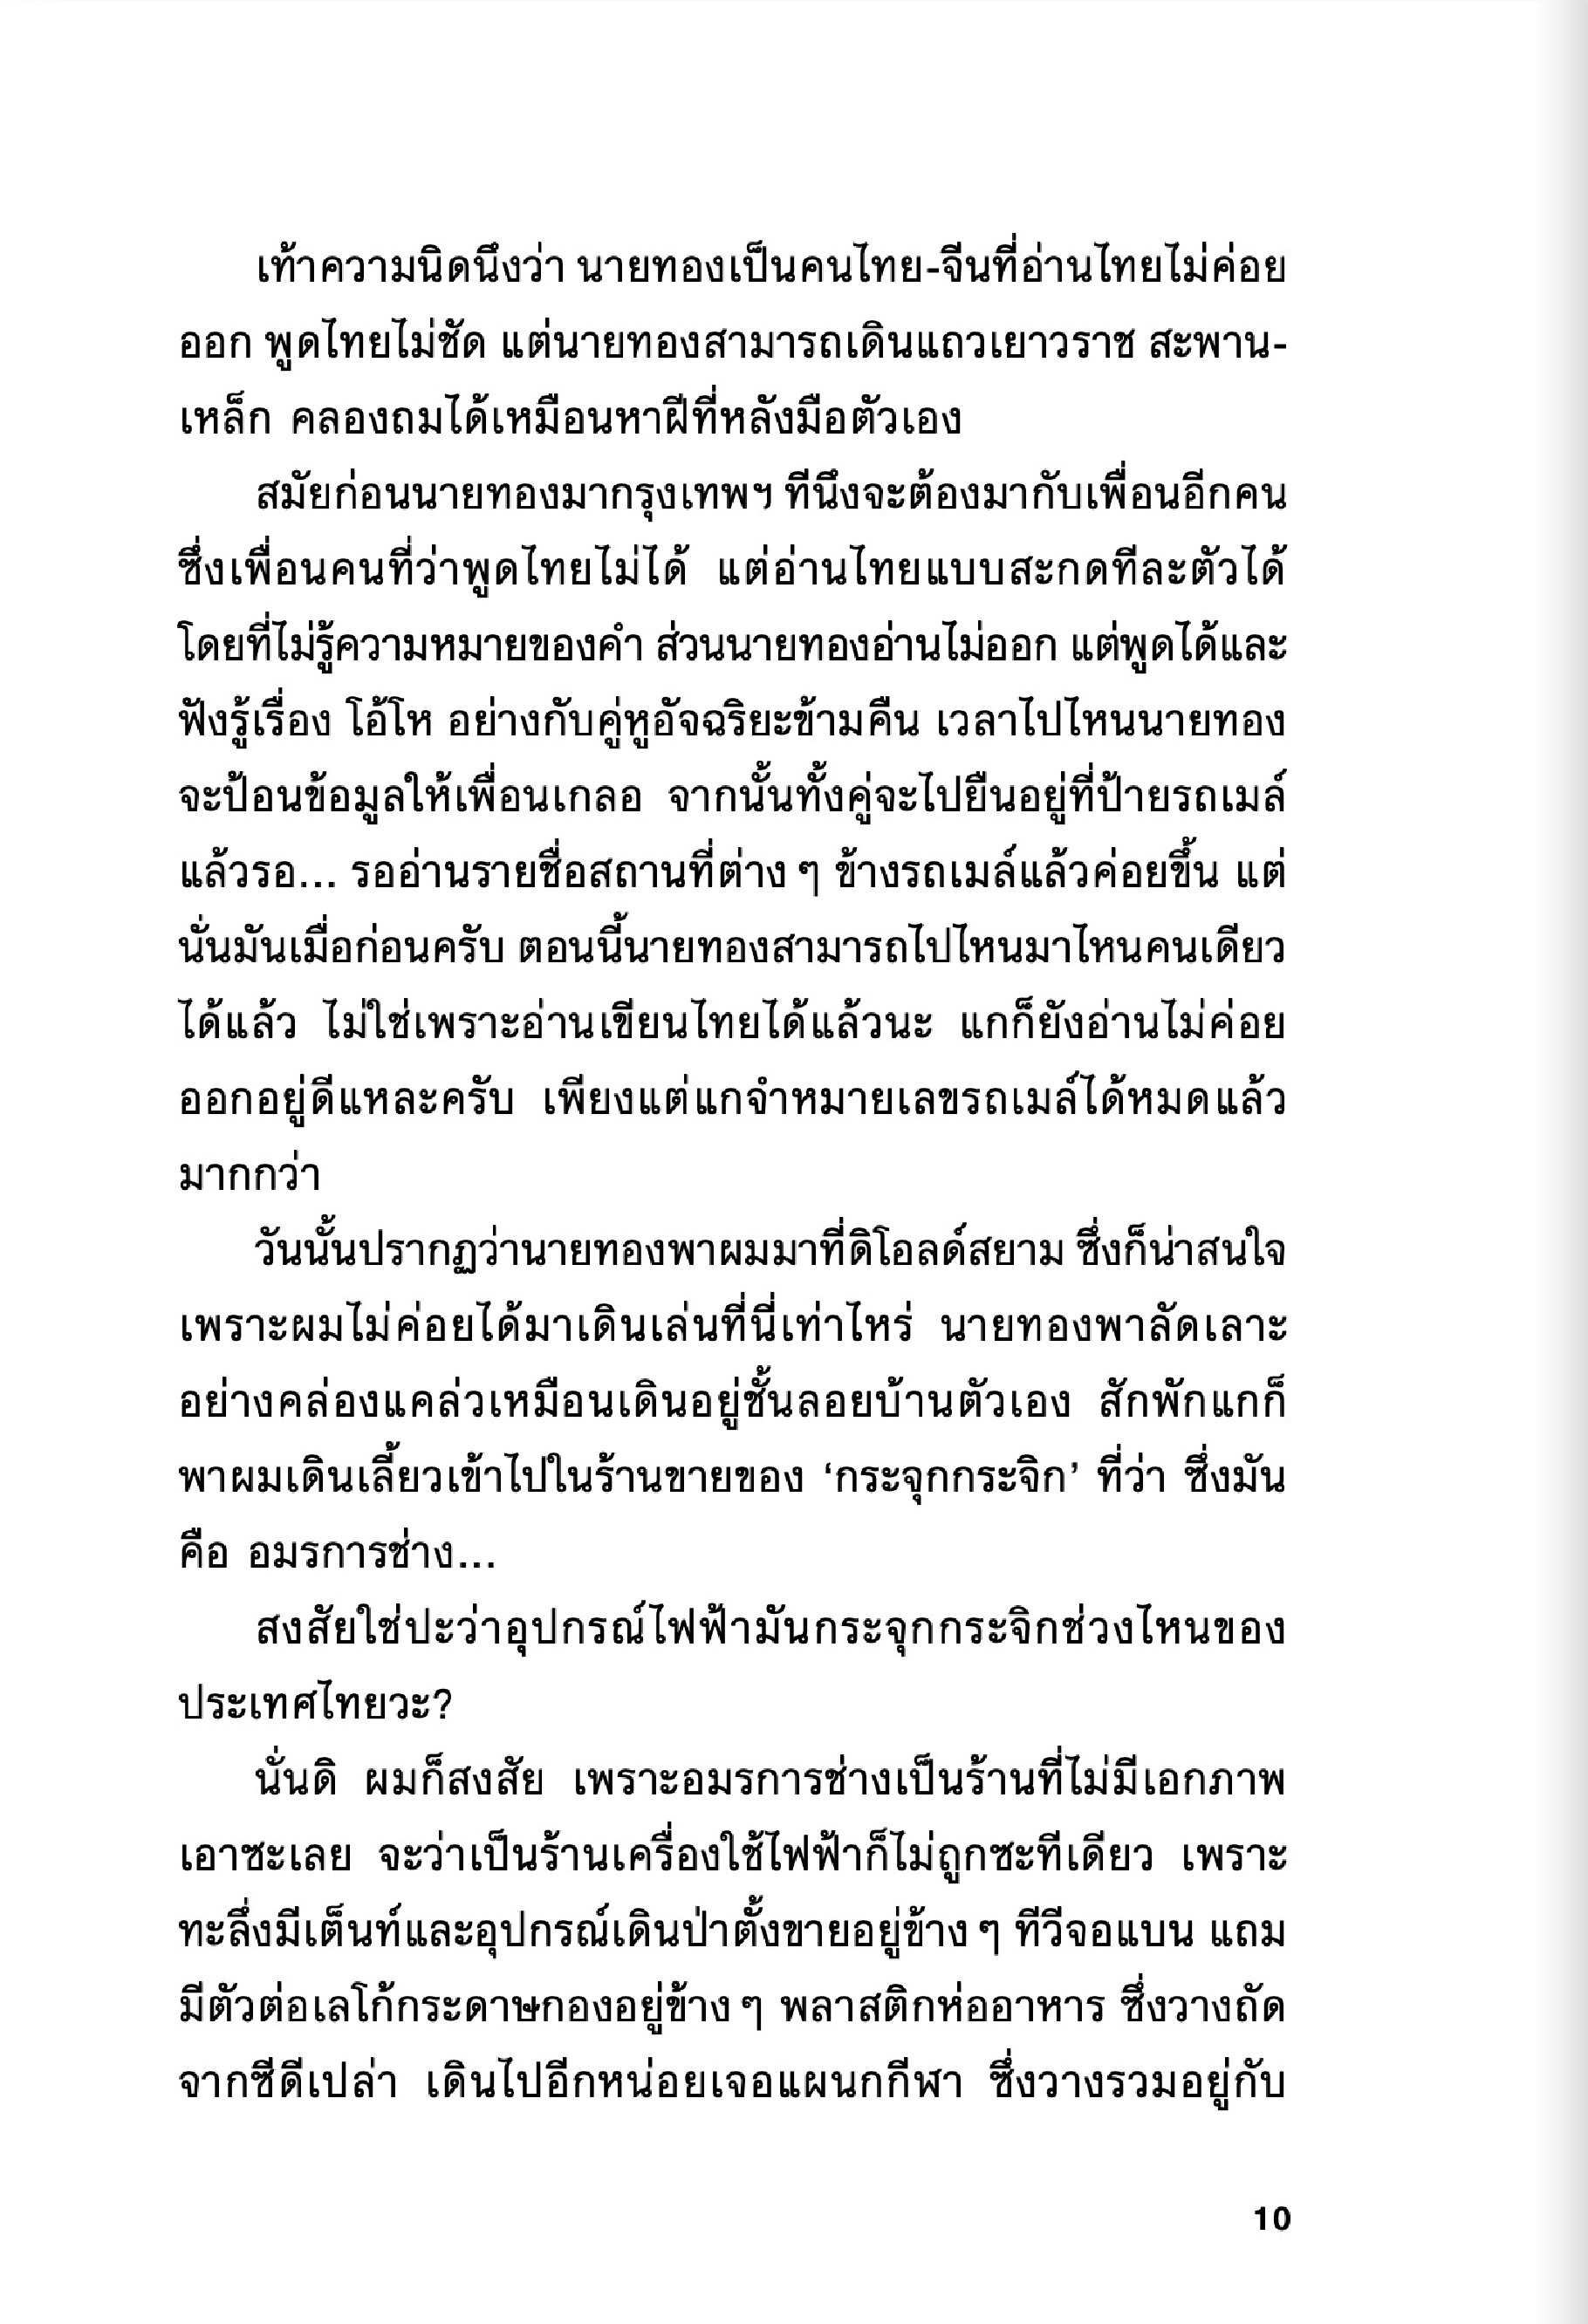 เท้าความนิดนึงว่า นายทองเป็นคนไทย-จีนที่อ่านไทยไม่ค่อย
ออก พูดไทยไม่ชัด แต่นายทองสามารถเดินแถวเยาวราช สะพาน-
เหล็ก คลองถมได้เหมือนหาฝีที่หลังมือตัวเอง
สมัยก่อนนายทองมากรุงเทพฯ ทีนึงจะต้องมากับเพื่อนอีกคน
ซึ่งเพื่อนคนที่ว่าพูดไทยไม่ได้ แต่อ่านไทยแบบสะกดทีละตัวได้
โดยที่ไม่รู้ความหมายของคำ ส่วนนายทองอ่านไม่ออก แต่พูดได้และ
ฟังรู้เรื่อง โอ้โห อย่างกับคู่หูอัจฉริยะข้ามคืน เวลาไปไหนนายทอง
จะป้อนข้อมูลให้เพื่อนเกลอ จากนั้นทั้งคู่จะไปยืนอยู่ที่ป้ายรถเมล์
แล้วรอ... รออ่านรายชื่อสถานที่ต่าง ๆ ข้างรถเมล์แล้วค่อยขึ้น แต่
นั่นมันเมื่อก่อนครับ ตอนนี้นายทองสามารถไปไหนมาไหนคนเดียว
ได้แล้ว ไม่ใช่เพราะอ่านเขียนไทยได้แล้วนะ แกก็ยังอ่านไม่ค่อย
ออกอยู่ดีแหละครับ เพียงแต่แกจำหมายเลขรถเมล์ได้หมดแล้ว
มากกว่า
วันนั้นปรากฏว่านายทองพาผมมาที่ดิโอลด์สยาม ซึ่งก็น่าสนใจ
เพราะผมไม่ค่อยได้มาเดินเล่นที่นี่เท่าไหร่ นายทองพาลัดเลาะ
อย่างคล่องแคล่วเหมือนเดินอยู่ชั้นลอยบ้านตัวเอง สักพักแกก็
พาผมเดินเลี้ยวเข้าไปในร้านขายของ ‘กระจุกกระจิก’ ที่ว่า ซึ่งมัน
คือ อมรการช่าง...
สงสัยใช่ปะว่าอุปกรณ์ไฟฟ้ามันกระจุกกระจิกช่วงไหนของ
ประเทศไทยวะ?
นั่นดิ ผมก็สงสัย เพราะอมรการช่างเป็นร้านที่ไม่มีเอกภาพ
เอาซะเลย จะว่าเป็นร้านเครื่องใช้ไฟฟ้าก็ไม่ถูกซะทีเดียว เพราะ
ทะลึ่งมีเต็นท์และอุปกรณ์เดินป่าตั้งขายอยู่ข้าง ๆ ทีวีจอแบน แถม
มีตัวต่อเลโก้กระดาษกองอยู่ข้าง ๆ พลาสติกห่ออาหาร ซึ่งวางถัด
จากซีดีเปล่า เดินไปอีกหน่อยเจอแผนกกีฬา ซึ่งวางรวมอยู่กับ
10